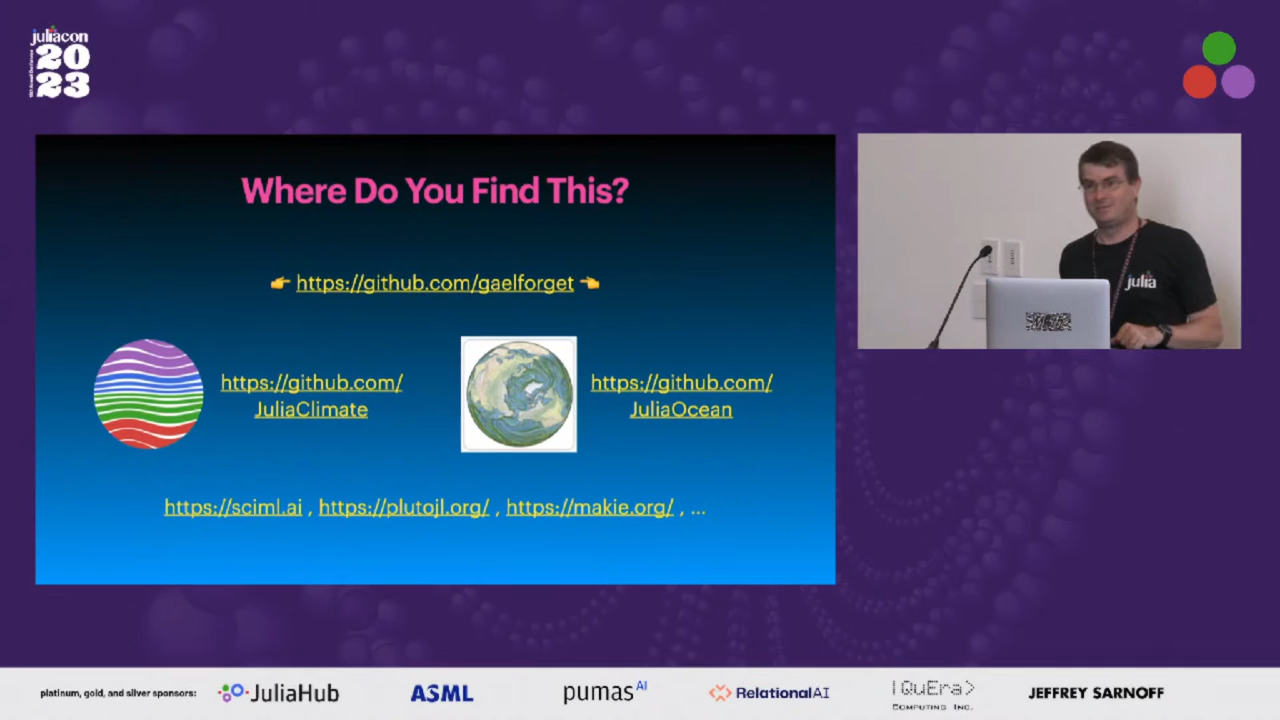 juliacon
20
23
Where Do You Find This?
👉 https://github.com/gaelforget 👈
https://github.com/
JuliaClimate
https://github.com/
JuliaOcean
https://sciml.ai , https://plutojl.org/ , https://makie.org/ , ...
julia
platinum, gold, and silver sponsors:
JuliaHub
ASML
pumas AI
RelationalAI
|QuEra>
COMPUTING INC.
JEFFREY SARNOFF